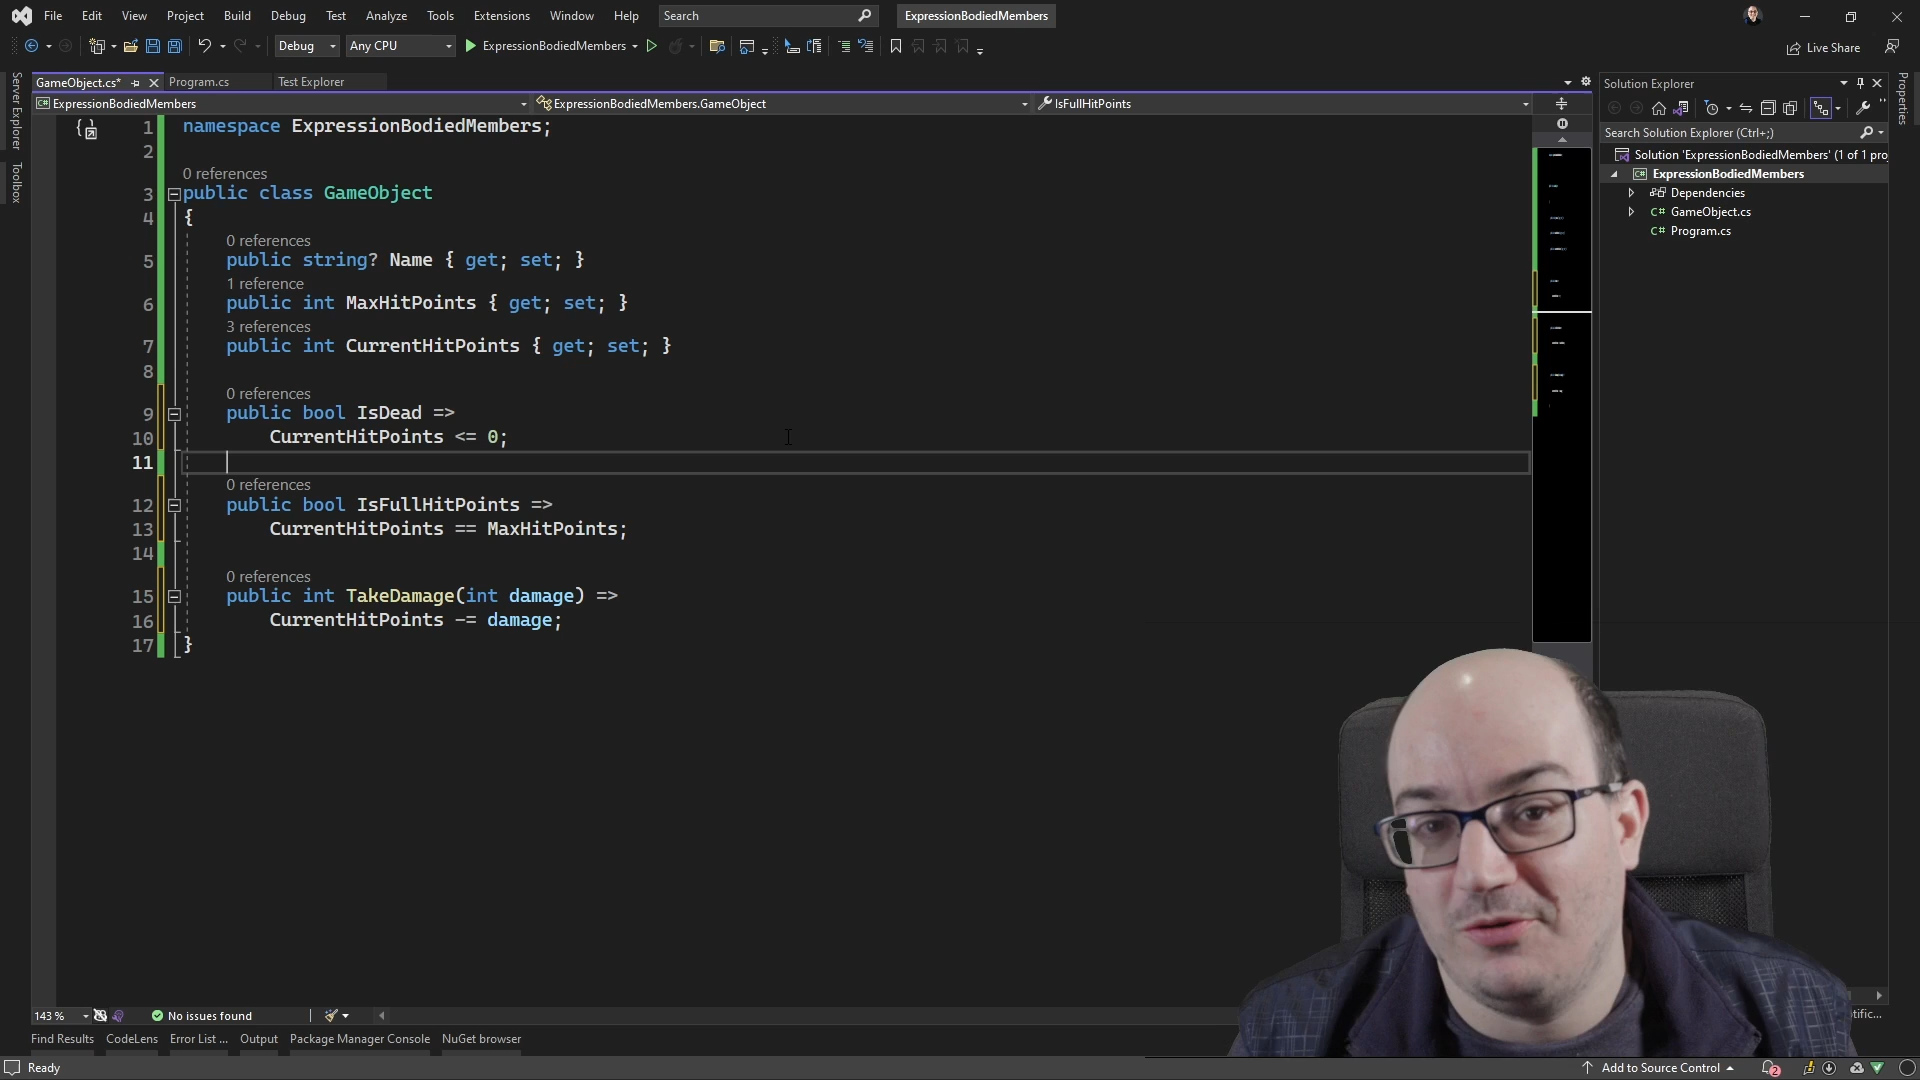 File Edit View Project Build Debug Test Analyze Tools Extensions Window Help Search ExpressionBodiedMembers
Debug Any CPU ExpressionBodiedMembers Live Share
Server Explorer
Toolbox
GameObject.cs* Program.cs Test Explorer
ExpressionBodiedMembers ExpressionBodiedMembers.GameObject IsFullHitPoints
1 namespace ExpressionBodiedMembers;
2
0 references
3 public class GameObject
4 {
0 references
5 public string? Name { get; set; }
1 reference
6 public int MaxHitPoints { get; set; }
3 references
7 public int CurrentHitPoints { get; set; }
8
0 references
9 public bool IsDead =>
10 CurrentHitPoints <= 0;
11
0 references
12 public bool IsFullHitPoints =>
13 CurrentHitPoints == MaxHitPoints;
14
0 references
15 public int TakeDamage(int damage) =>
16 CurrentHitPoints -= damage;
17 }
Solution Explorer
Search Solution Explorer (Ctrl+;)
Solution 'ExpressionBodiedMembers' (1 of 1 proj
ExpressionBodiedMembers
Dependencies
C# GameObject.cs
C# Program.cs
Properties
143 % No issues found
tific...
Find Results CodeLens Error List ... Output Package Manager Console NuGet browser
Ready Add to Source Control 2